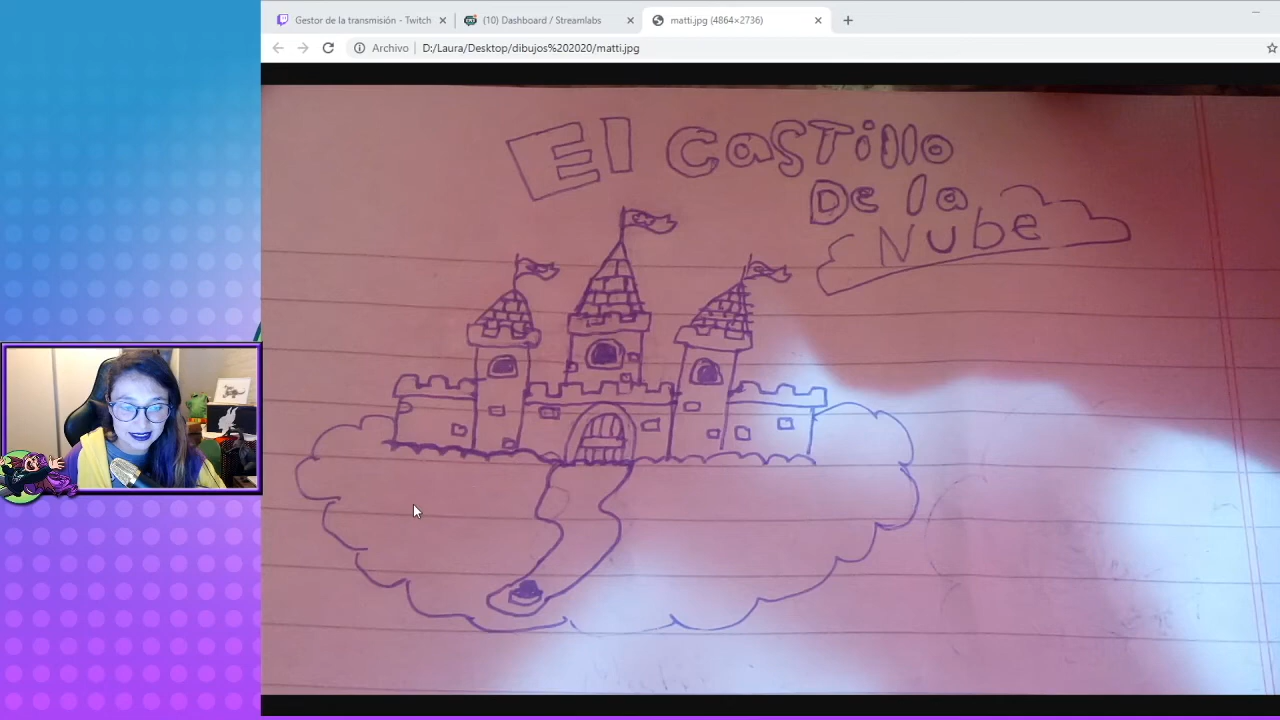 Gestor de la transmisión - Twitch
(10) Dashboard / Streamlabs
matti.jpg (4864×2736)
Archivo
D:/Laura/Desktop/dibujos%202020/matti.jpg
El CaSTillo
De la
Nube